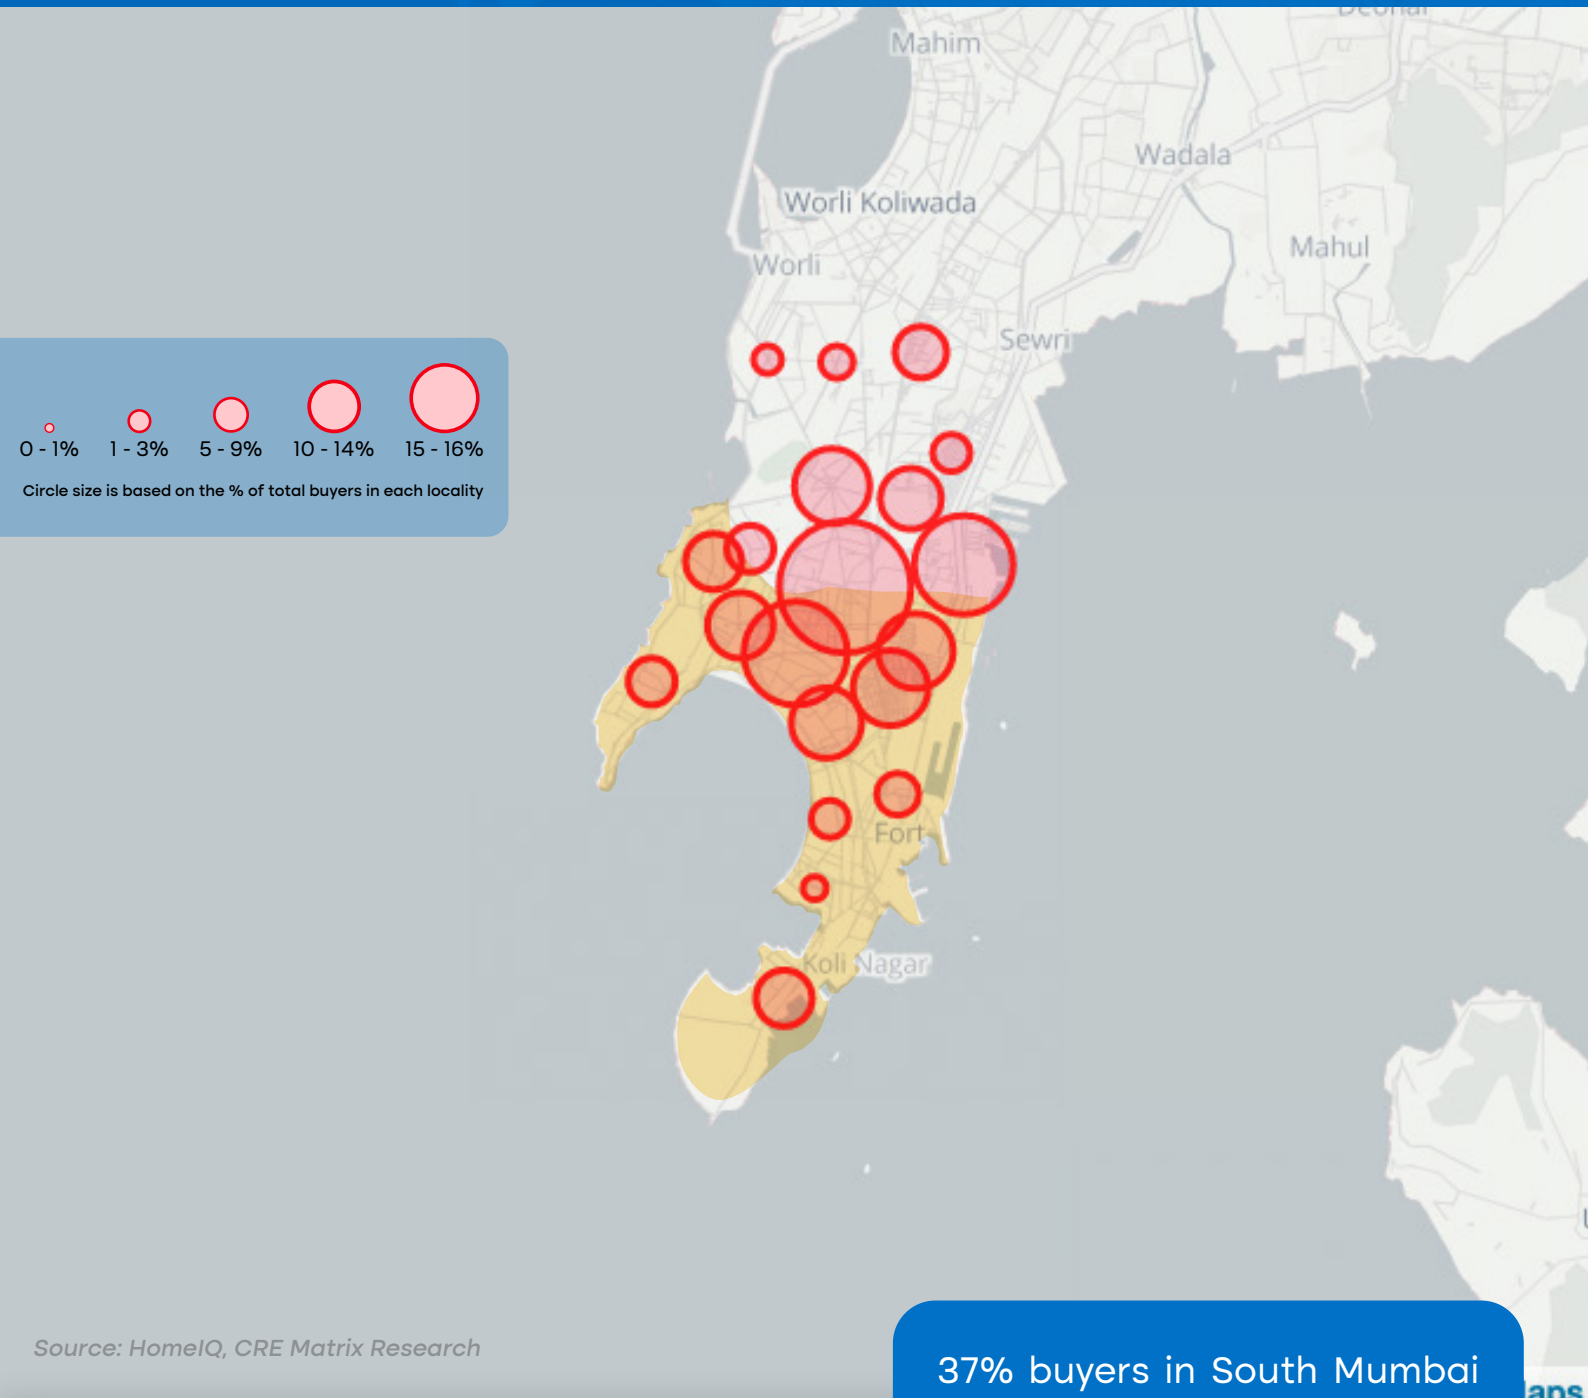 Mahim
Wadala
Worli Koliwada
Mahul
Worli
Sewri
0 - 1%
1 - 3%
5 - 9%
10 - 14%
15 - 16%
Circle size is based on the % of total buyers in each locality
Fort
Koli Nagar
Source: HomeIQ, CRE Matrix Research
37% buyers in South Mumbai